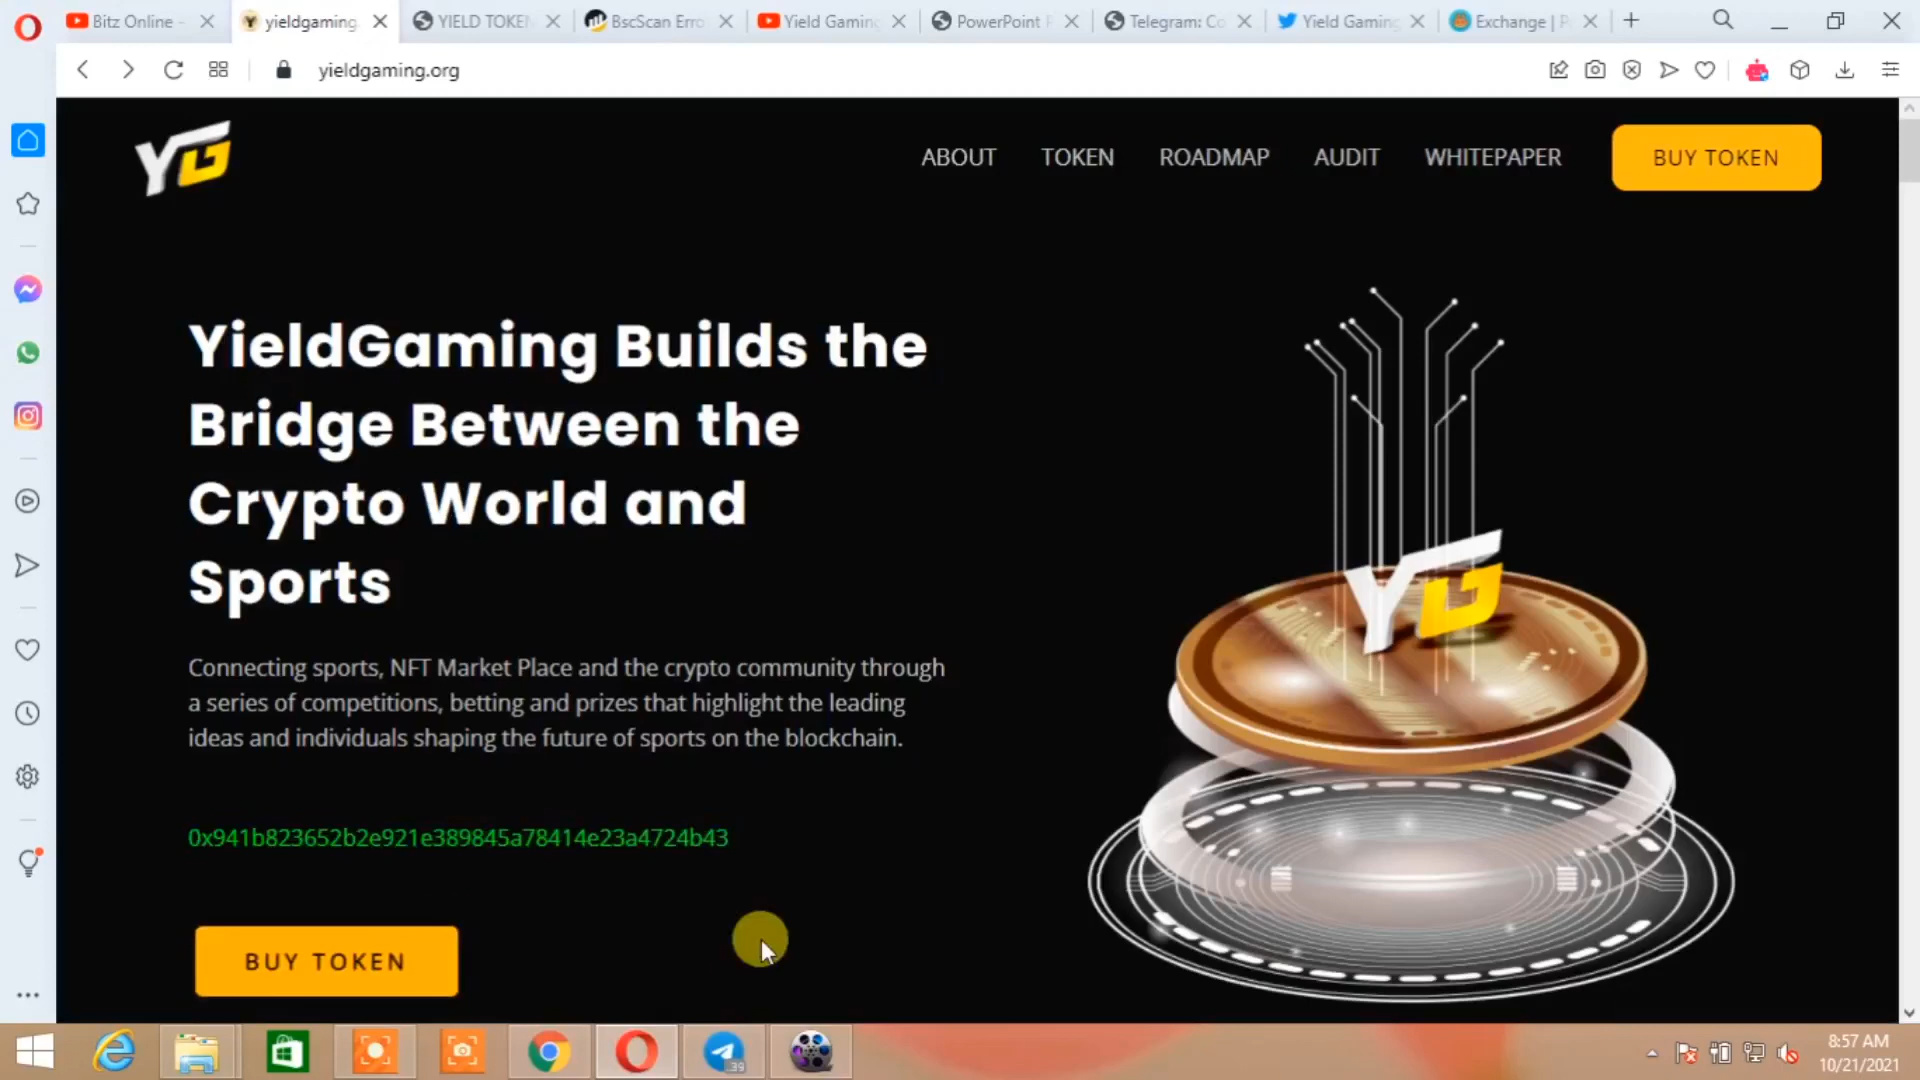 Bitz Online -
yieldgaming.
YIELD TOKEN
BscScan Erro
Yield Gaming
PowerPoint P
Telegram: Co
Yield Gaming
Exchange | P
yieldgaming.org
YG
ABOUT
TOKEN
ROADMAP
AUDIT
WHITEPAPER
BUY TOKEN
YieldGaming Builds the
Bridge Between the
Crypto World and
Sports
Connecting sports, NFT Market Place and the crypto community through
a series of competitions, betting and prizes that highlight the leading
ideas and individuals shaping the future of sports on the blockchain.
0x941b823652b2e921e389845a78414e23a4724b43
BUY TOKEN
YG
39
8:57 AM
10/21/2021